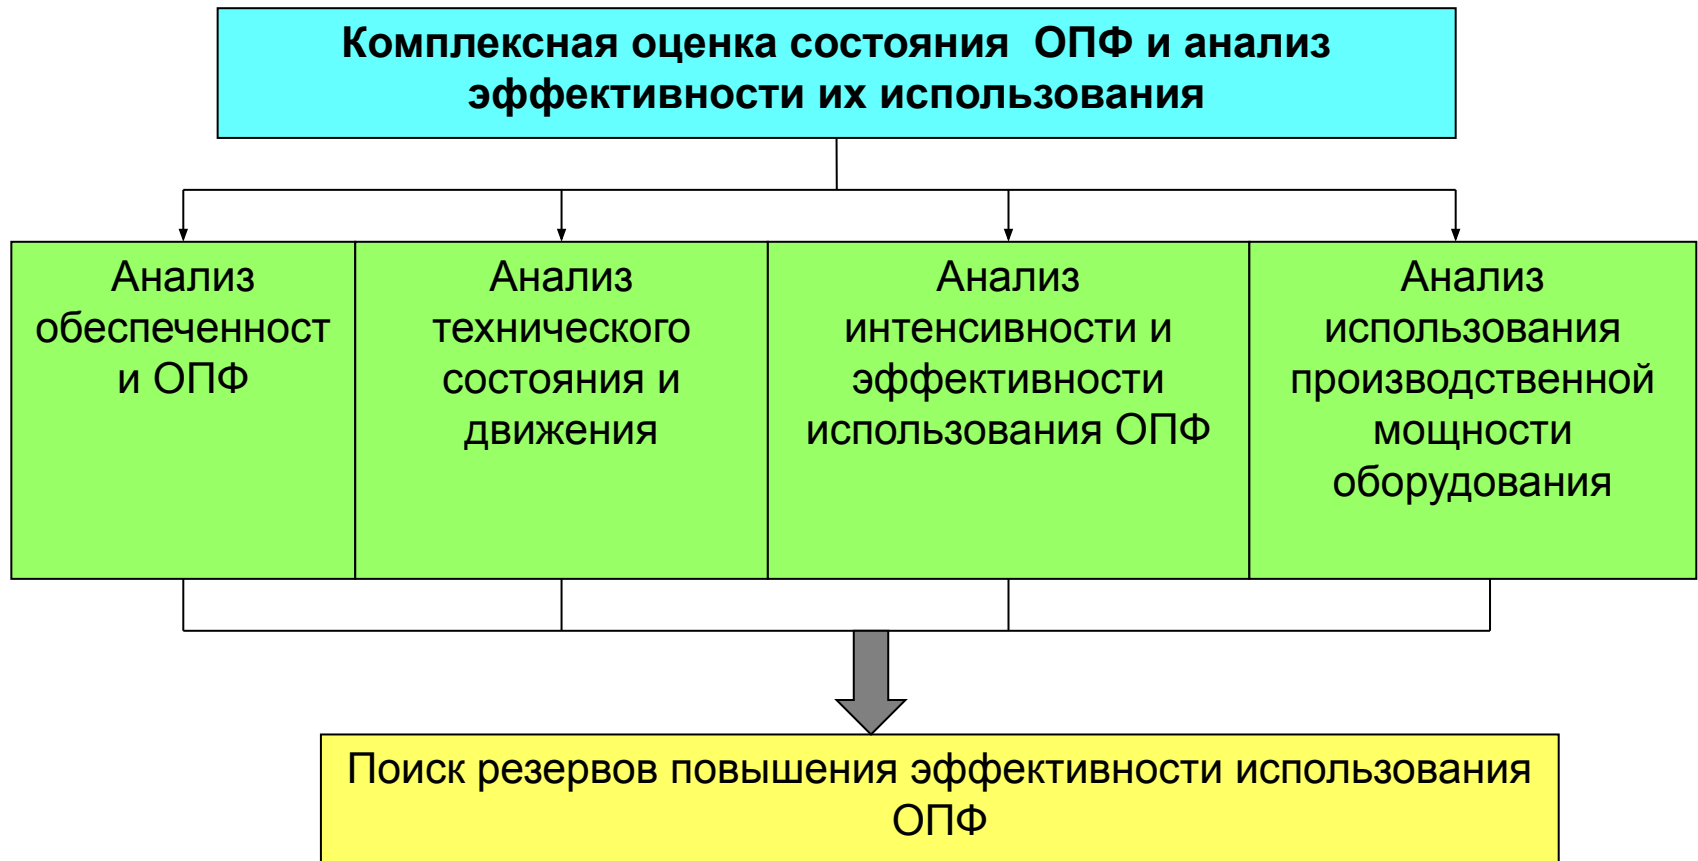 Комплексная оценка состояния ОПФ и анализ
эффективности их использования
Анализ
обеспеченност
и ОПФ
Анализ
технического
состояния и
движения
Анализ
интенсивности и
эффективности
использования ОПФ
Анализ
использования
производственной
мощности
оборудования
Поиск резервов повышения эффективности использования
ОПФ